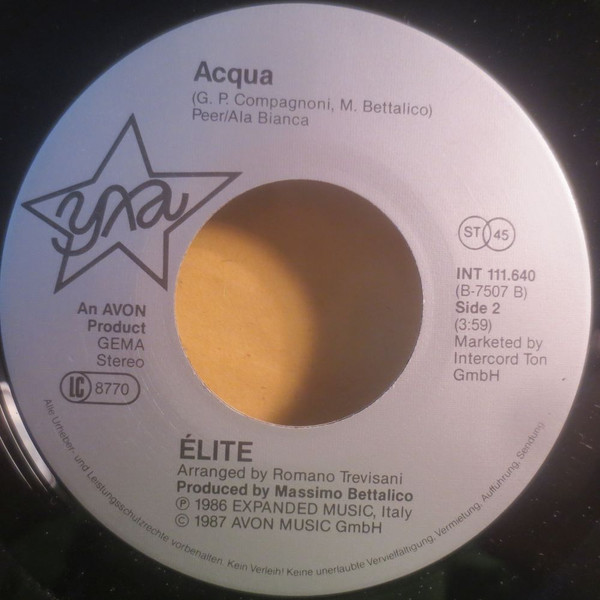 Acqua
(G. P. Compagnoni, M. Bettalico)
Peer/Ala Bianca
yxa
ST 45
INT 111.640
(B-7507 B)
Side 2
(3:59)
Marketed by
Intercord Ton
GmbH
An AVON
Product
GEMA
Stereo
LC 8770
ÉLITE
Arranged by Romano Trevisani
Produced by Massimo Bettalico
℗ 1986 EXPANDED MUSIC, Italy
© 1987 AVON MUSIC GmbH
Alle Urheber- und Leistungsschutzrechte vorbehalten. Kein Verleih! Keine unerlaubte Vervielfältigung, Vermietung, Aufführung, Sendung